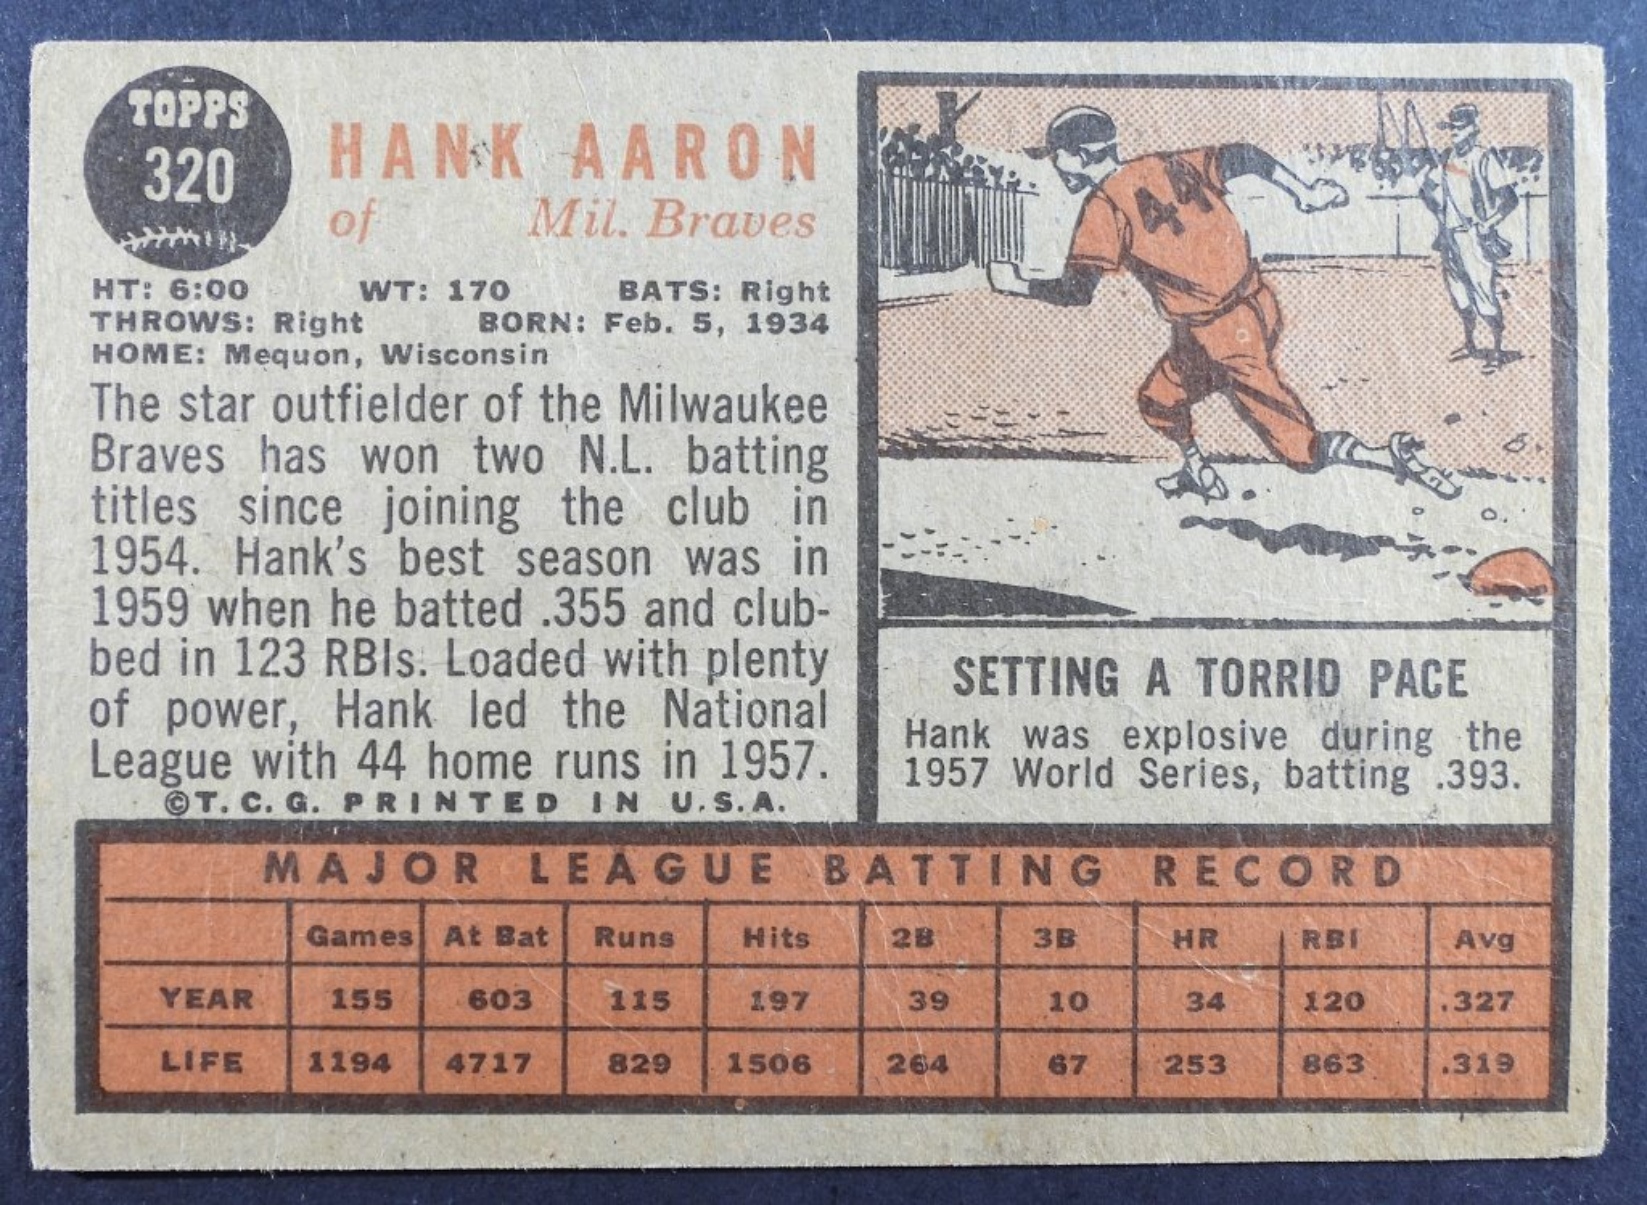 TOPPS
320
HANK AARON
of Mil. Braves
HT: 6:00 WT: 170 BATS: Right
THROWS: Right BORN: Feb. 5, 1934
HOME: Mequon, Wisconsin
The star outfielder of the Milwaukee
Braves has won two N.L. batting
titles since joining the club in
1954. Hank's best season was in
1959 when he batted .355 and club-
bed in 123 RBIs. Loaded with plenty
of power, Hank led the National
League with 44 home runs in 1957.
©T.C.G. PRINTED IN U.S.A.
44
SETTING A TORRID PACE
Hank was explosive during the
1957 World Series, batting .393.
MAJOR LEAGUE BATTING RECORD
Games At Bat Runs Hits 2B 3B HR RBI Avg
YEAR 155 603 115 197 39 10 34 120 .327
LIFE 1194 4717 829 1506 264 67 253 863 .319